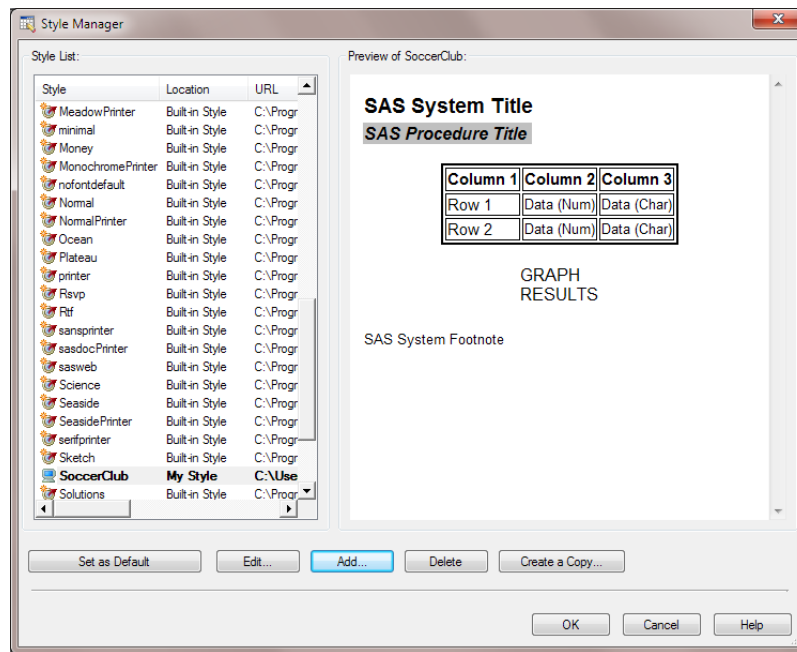 Style Manager
Style List:
Style Location URL
MeadowPrinter Built-in Style C:\Progr
minimal Built-in Style C:\Progr
Money Built-in Style C:\Progr
MonochromePrinter Built-in Style C:\Progr
nofontdefault Built-in Style C:\Progr
Normal Built-in Style C:\Progr
NormalPrinter Built-in Style C:\Progr
Ocean Built-in Style C:\Progr
Plateau Built-in Style C:\Progr
printer Built-in Style C:\Progr
Rsvp Built-in Style C:\Progr
Rtf Built-in Style C:\Progr
sansprinter Built-in Style C:\Progr
sasdocPrinter Built-in Style C:\Progr
sasweb Built-in Style C:\Progr
Science Built-in Style C:\Progr
Seaside Built-in Style C:\Progr
SeasidePrinter Built-in Style C:\Progr
serifprinter Built-in Style C:\Progr
Sketch Built-in Style C:\Progr
SoccerClub My Style C:\Use
Solutions Built-in Style C:\Progr
Preview of SoccerClub:
SAS System Title
SAS Procedure Title
Column 1 Column 2 Column 3
Row 1 Data (Num) Data (Char)
Row 2 Data (Num) Data (Char)
GRAPH
RESULTS
SAS System Footnote
Set as Default Edit... Add... Delete Create a Copy...
OK Cancel Help